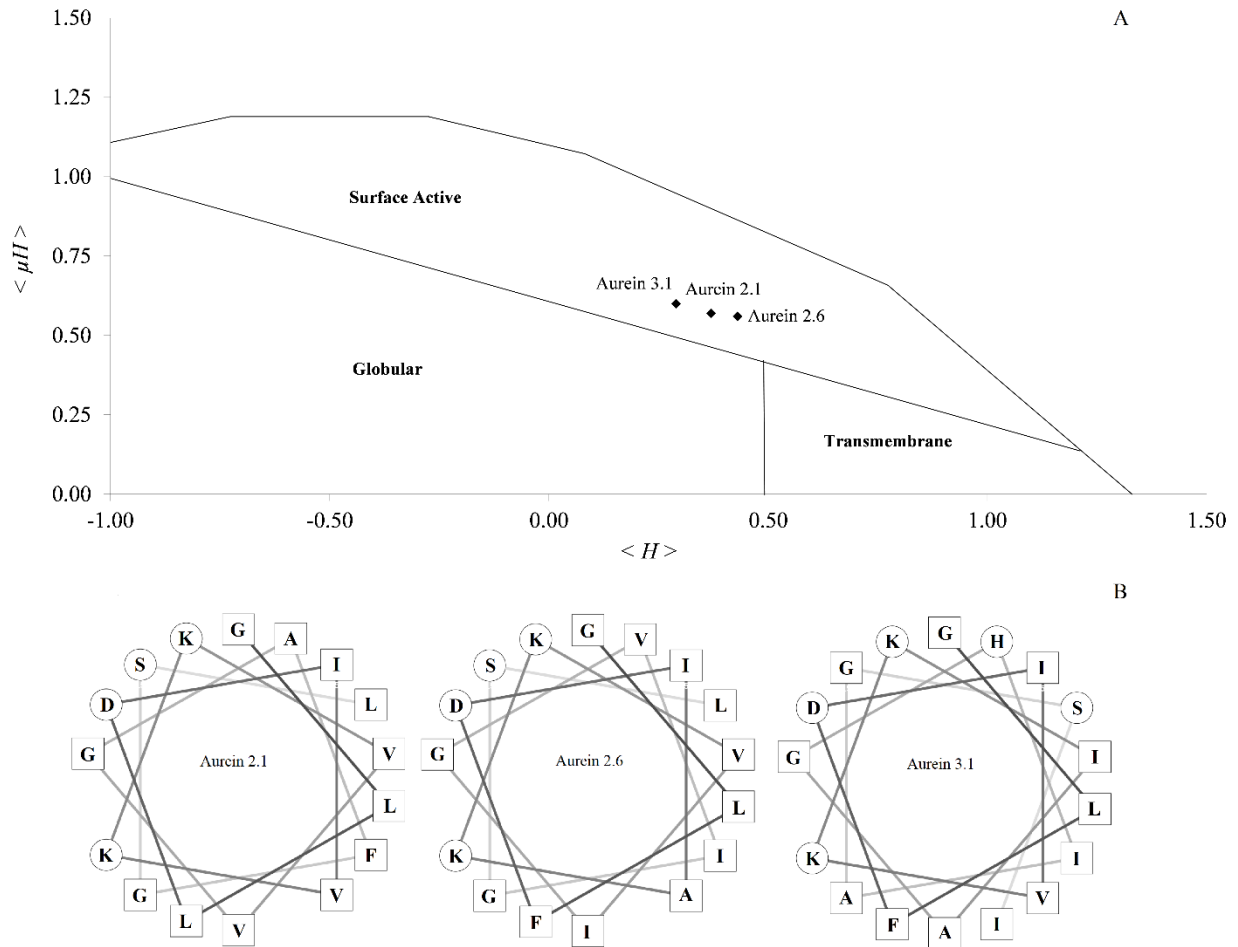 A
1.50
1.25
1.00
0.75
0.50
0.25
0.00
< μH >
Surface Active
Globular
Transmembrane
Aurein 3.1
Aurein 2.1
Aurein 2.6
-1.00 -0.50 0.00 0.50 1.00 1.50
< H >
B
K G A
S I
D L
G V
Aurein 2.1
L
K F
G V
L V
K G V
S I
D L
G V
Aurein 2.6
L
K I
G A
F I
K G H
G I
D S
G I
Aurein 3.1
L
K I
A V
F A I